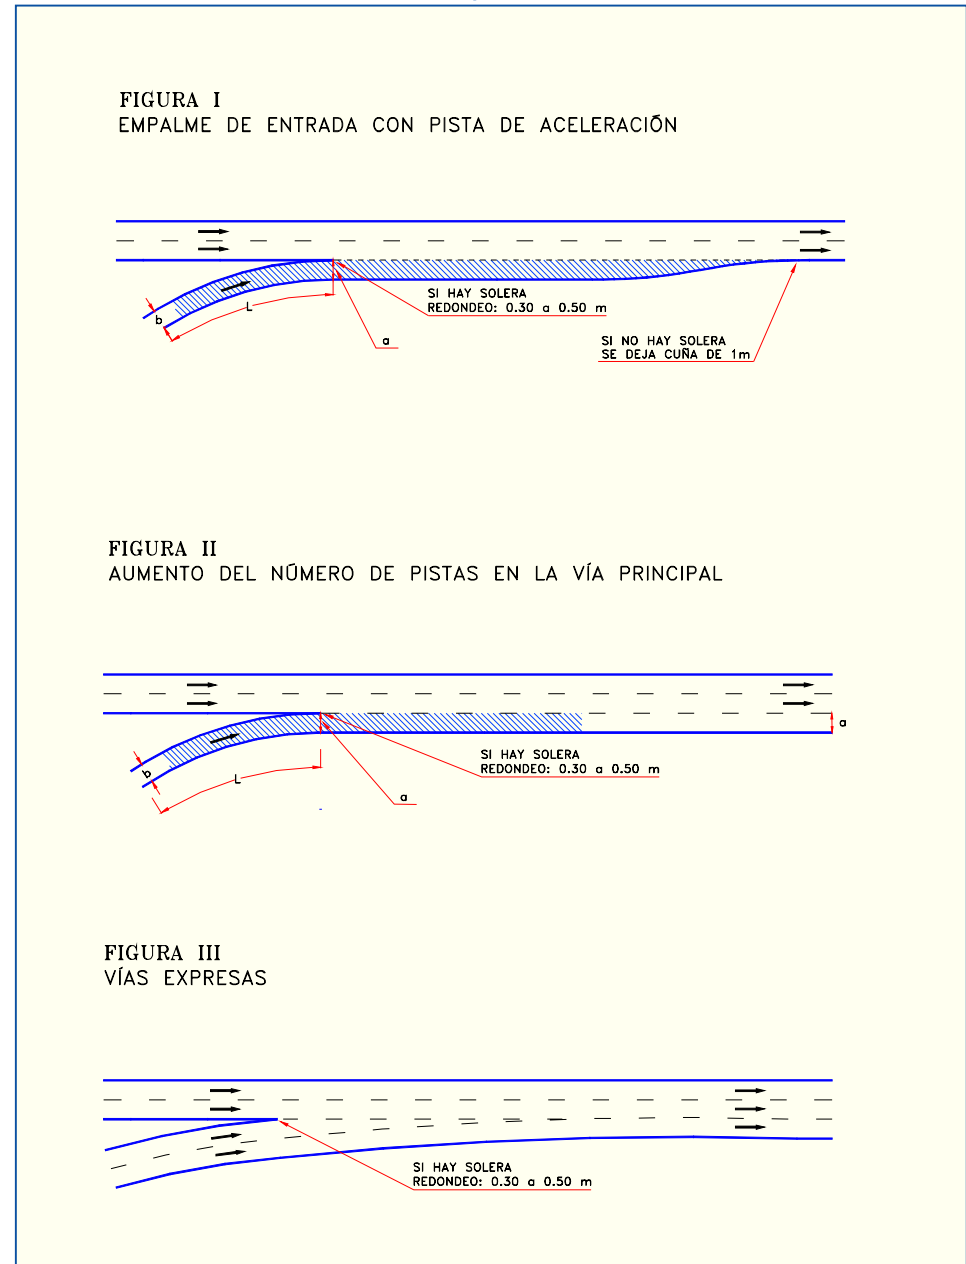 FIGURA I
EMPALME DE ENTRADA CON PISTA DE ACELERACIÓN
SI HAY SOLERA
REDONDEO: 0.30 a 0.50 m
b
L
a
SI NO HAY SOLERA
SE DEJA CUÑA DE 1m
FIGURA II
AUMENTO DEL NÚMERO DE PISTAS EN LA VÍA PRINCIPAL
a
SI HAY SOLERA
REDONDEO: 0.30 a 0.50 m
b
L
a
FIGURA III
VÍAS EXPRESAS
SI HAY SOLERA
REDONDEO: 0.30 a 0.50 m